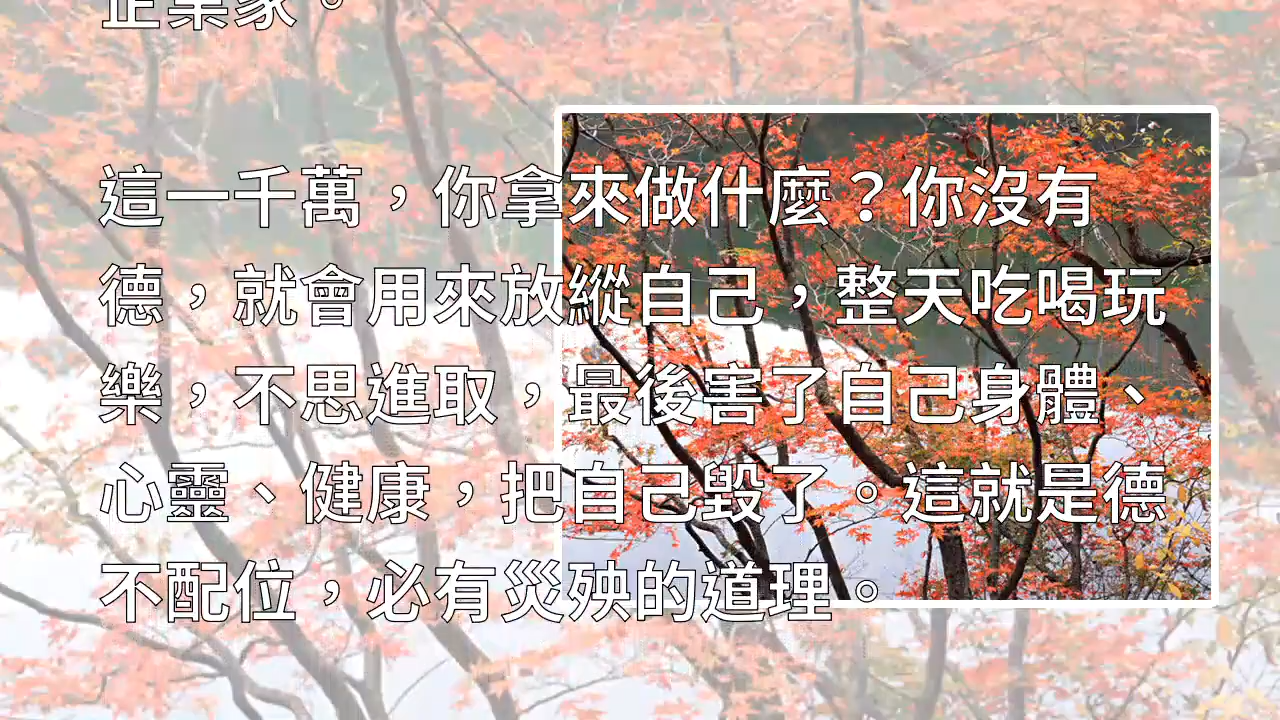 企業家。
這一千萬，你拿來做什麼？你沒有
德，就會用來放縱自己，整天吃喝玩
樂，不思進取，最後害了自己身體、
心靈、健康，把自己毀了。這就是德
不配位，必有災殃的道理。